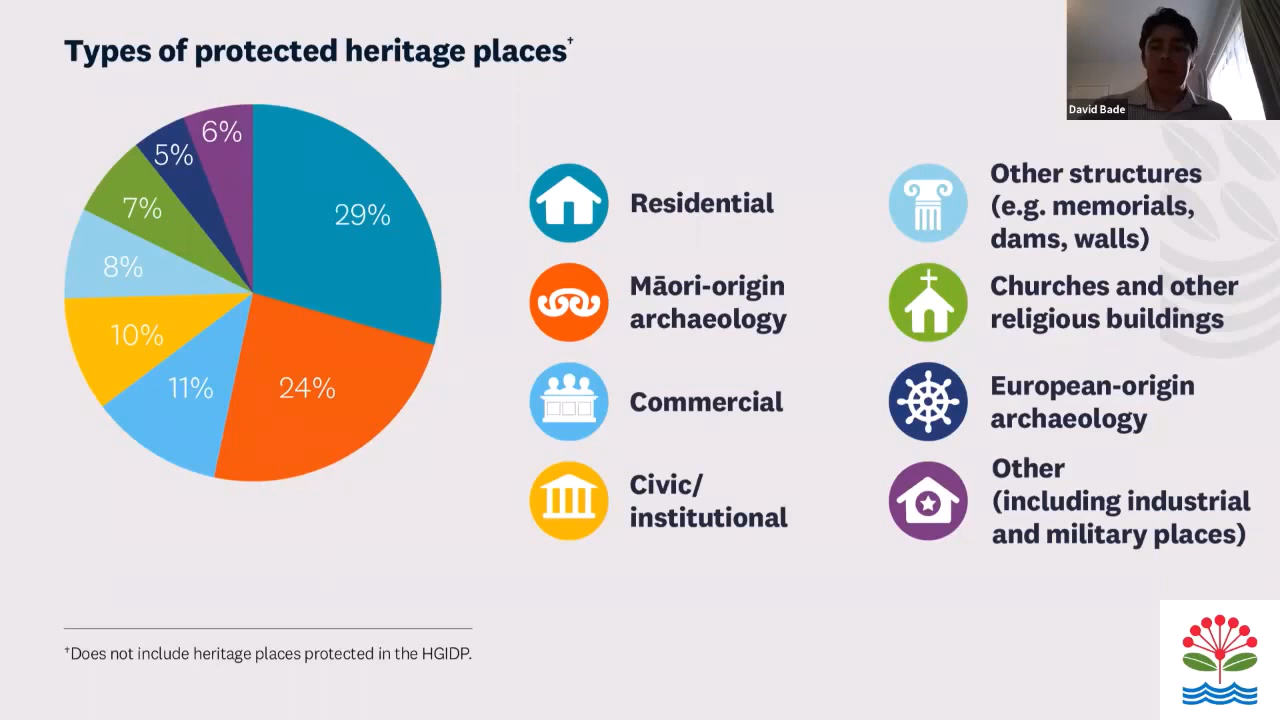 Types of protected heritage places†
David Bade
6%
5%
29%
7%
8%
10%
11%
24%
Residential
Māori-origin
archaeology
Commercial
Civic/
institutional
Other structures
(e.g. memorials,
dams, walls)
Churches and other
religious buildings
European-origin
archaeology
Other
(including industrial
and military places)
†Does not include heritage places protected in the HGIDP.